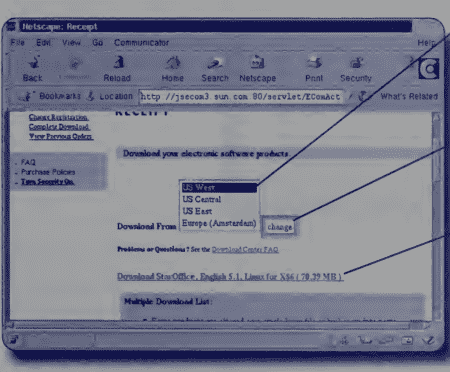 Netscape: Receipt
File Edit View Go Communicator Help
Back Reload Home Search Netscape Print Security
Bookmarks Location http://jsecom3.sun.com:80/servlet/EComAct What's Related
RECEIPT
Change Registration
Complete Download
View Previous Orders
Download your electronic software products.
FAQ
Purchase Policies
Turn Security On
US West
US Central
US East
Europe (Amsterdam)
Download From change
Problems or Questions? See the Download Center FAQ
Download StarOffice, English 5.1, Linux for X86 ( 70.29 MB )
Multiple Download List: